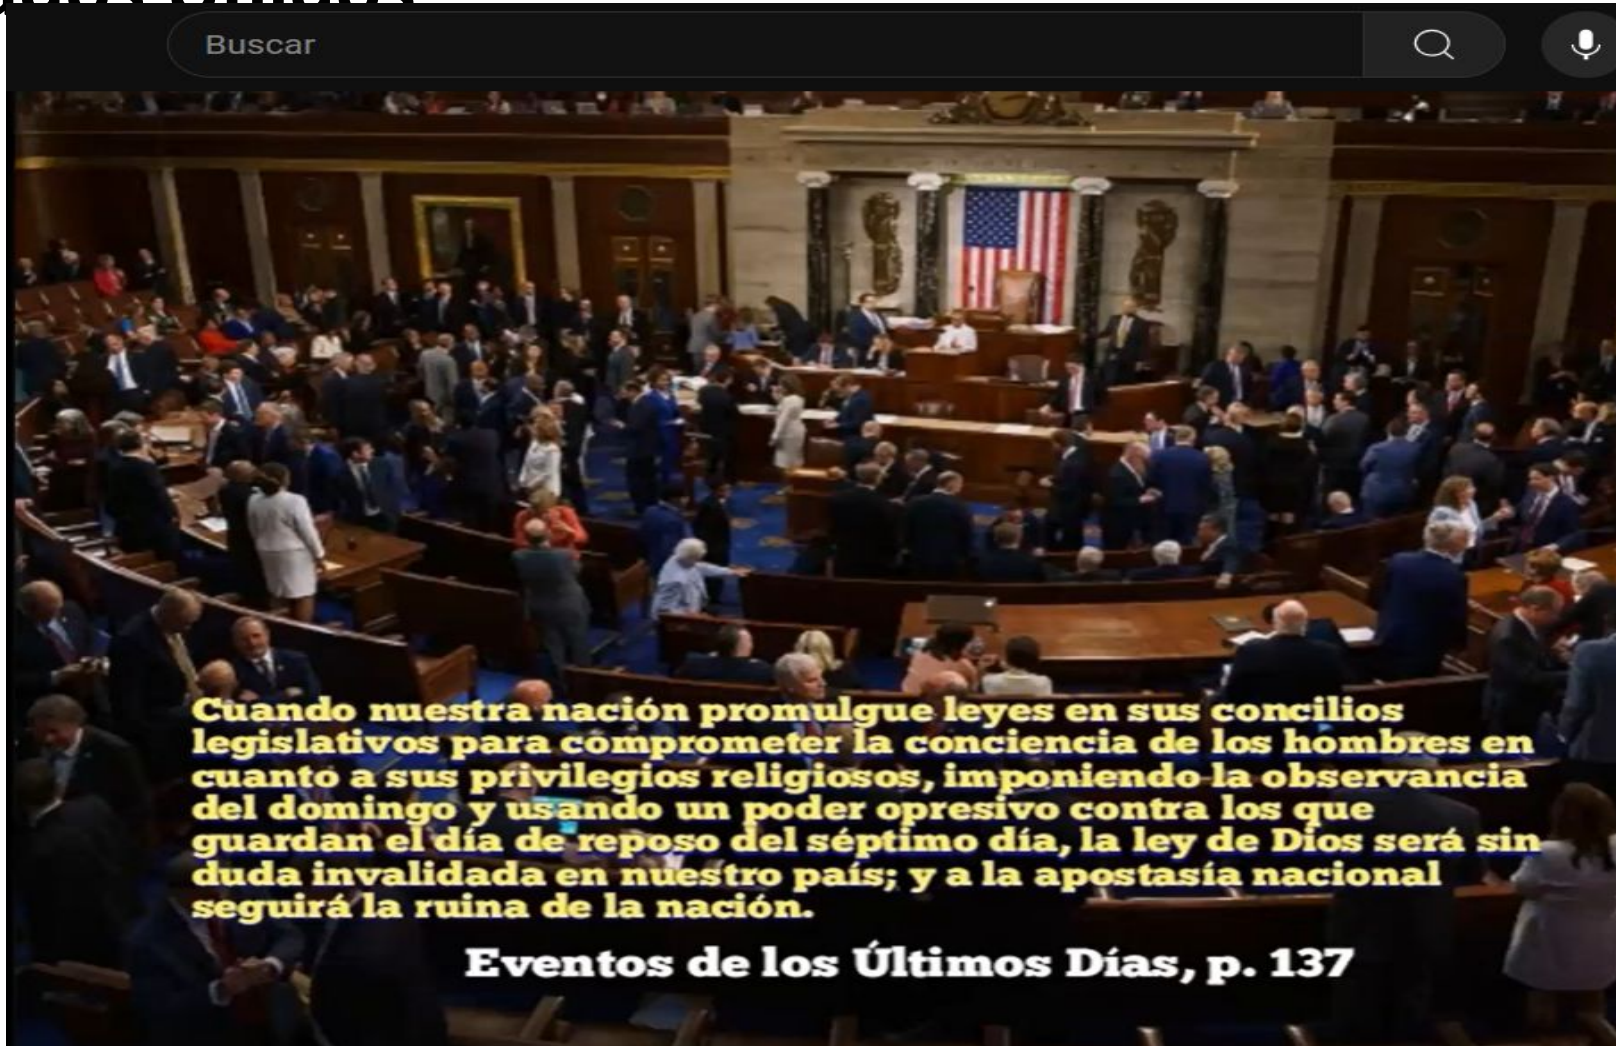 Buscar
Cuando nuestra nación promulgue leyes en sus concilios
legislativos para comprometer la conciencia de los hombres en
cuanto a sus privilegios religiosos, imponiendo la observancia
del domingo y usando un poder opresivo contra los que
guardan el día de reposo del séptimo día, la ley de Dios será sin
duda invalidada en nuestro país; y a la apostasía nacional
seguirá la ruina de la nación.
Eventos de los Últimos Días, p. 137